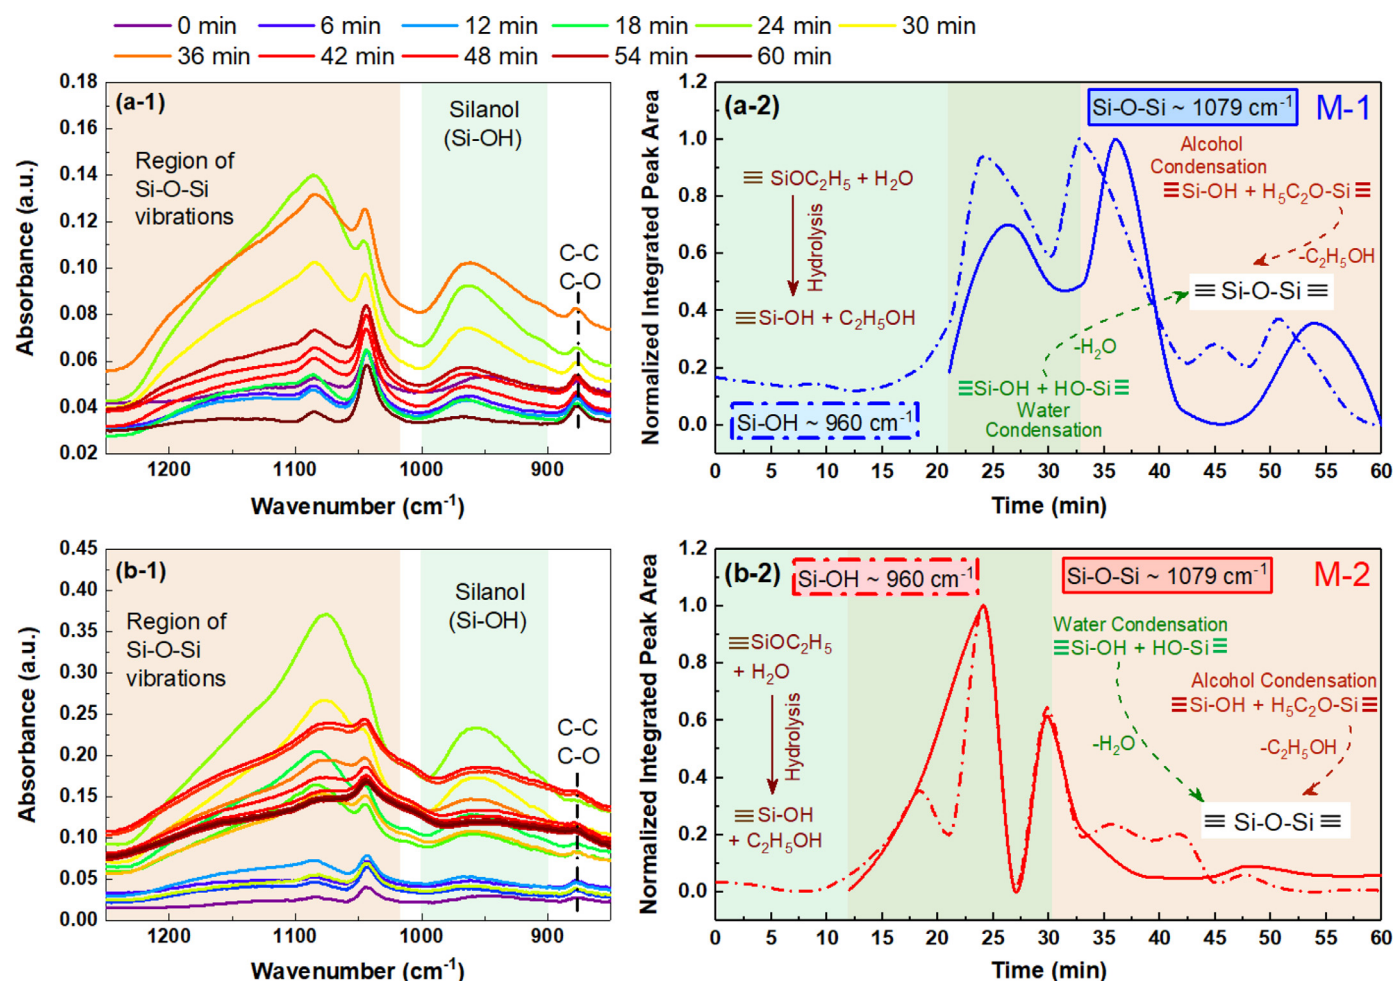 0 min 6 min 12 min 18 min 24 min 30 min
36 min 42 min 48 min 54 min 60 min
(a-1)
Silanol
(Si-OH)
Region of
Si-O-Si
vibrations
C-C
C-O
0.18
0.16
0.14
0.12
0.10
0.08
0.06
0.04
0.02
Absorbance (a.u.)
1200 1100 1000 900
Wavenumber (cm⁻¹)
(a-2)
Si-O-Si ~ 1079 cm⁻¹
M-1
Alcohol
Condensation
≡Si-OH + H₅C₂O-Si≡
-C₂H₅OH
≡ SiOC₂H₅ + H₂O
Hydrolysis
≡Si-OH + C₂H₅OH
≡ Si-O-Si ≡
-H₂O
≡Si-OH + HO-Si≡
Water
Condensation
Si-OH ~ 960 cm⁻¹
1.2
1.0
0.8
0.6
0.4
0.2
0.0
Normalized Integrated Peak Area
0 5 10 15 20 25 30 35 40 45 50 55 60
Time (min)
(b-1)
Silanol
(Si-OH)
Region of
Si-O-Si
vibrations
C-C
C-O
0.45
0.40
0.35
0.30
0.25
0.20
0.15
0.10
0.05
0.00
Absorbance (a.u.)
1200 1100 1000 900
Wavenumber (cm⁻¹)
(b-2)
Si-OH ~ 960 cm⁻¹
Si-O-Si ~ 1079 cm⁻¹
M-2
≡SiOC₂H₅
+ H₂O
Hydrolysis
≡Si-OH
+ C₂H₅OH
Water Condensation
≡Si-OH + HO-Si≡
Alcohol Condensation
≡Si-OH + H₅C₂O-Si≡
-H₂O
-C₂H₅OH
≡ Si-O-Si ≡
1.2
1.0
0.8
0.6
0.4
0.2
0.0
Normalized Integrated Peak Area
0 5 10 15 20 25 30 35 40 45 50 55 60
Time (min)